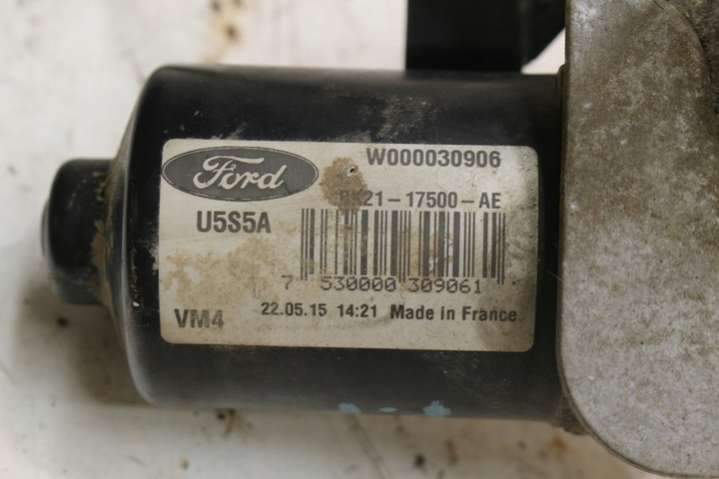 Ford
W000030906
U5S5A
21-17500-AE
7 530000 309061
VM4
22.05.15 14:21 Made in France